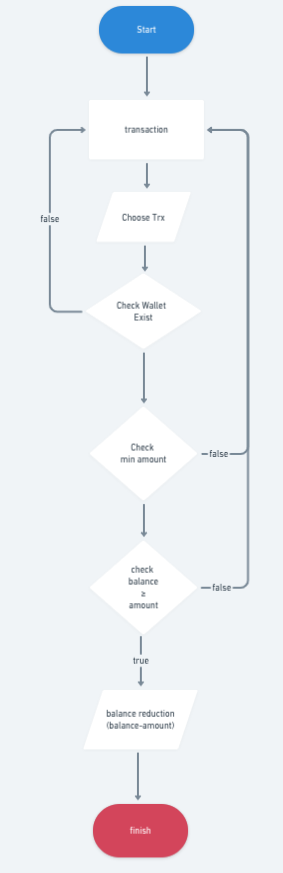 Start
transaction
Choose Trx
false
Check Wallet
Exist
Check
min amount
false
check
balance
≥
amount
false
true
balance reduction
(balance-amount)
finish